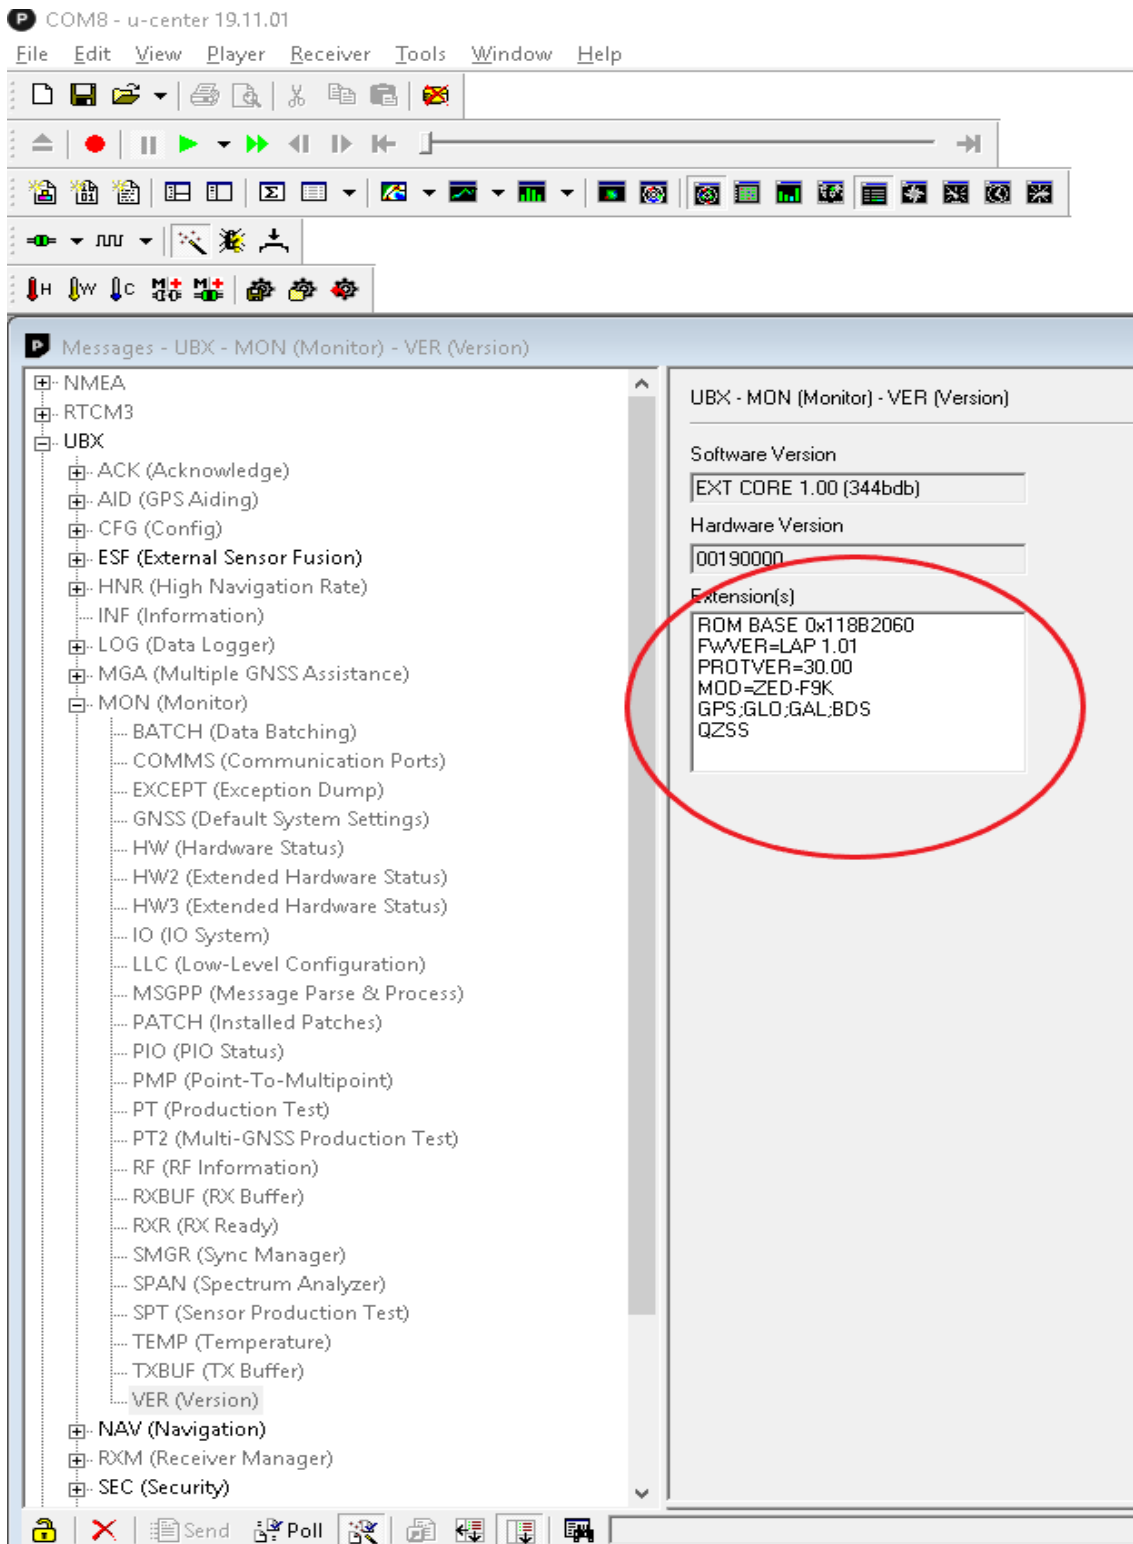 COM8 - u-center 19.11.01
File Edit View Player Receiver Tools Window Help
H W C
Messages - UBX - MON (Monitor) - VER (Version)
NMEA
RTCM3
UBX
ACK (Acknowledge)
AID (GPS Aiding)
CFG (Config)
ESF (External Sensor Fusion)
HNR (High Navigation Rate)
INF (Information)
LOG (Data Logger)
MGA (Multiple GNSS Assistance)
MON (Monitor)
BATCH (Data Batching)
COMMS (Communication Ports)
EXCEPT (Exception Dump)
GNSS (Default System Settings)
HW (Hardware Status)
HW2 (Extended Hardware Status)
HW3 (Extended Hardware Status)
IO (IO System)
LLC (Low-Level Configuration)
MSGPP (Message Parse & Process)
PATCH (Installed Patches)
PIO (PIO Status)
PMP (Point-To-Multipoint)
PT (Production Test)
PT2 (Multi-GNSS Production Test)
RF (RF Information)
RXBUF (RX Buffer)
RXR (RX Ready)
SMGR (Sync Manager)
SPAN (Spectrum Analyzer)
SPT (Sensor Production Test)
TEMP (Temperature)
TXBUF (TX Buffer)
VER (Version)
NAV (Navigation)
RXM (Receiver Manager)
SEC (Security)
UBX - MON (Monitor) - VER (Version)
Software Version
EXT CORE 1.00 (344bdb)
Hardware Version
00190000
Extension(s)
ROM BASE 0x118B2060
FWVER=LAP 1.01
PROTVER=30.00
MOD=ZED-F9K
GPS;GLO;GAL;BDS
QZSS
Send Poll